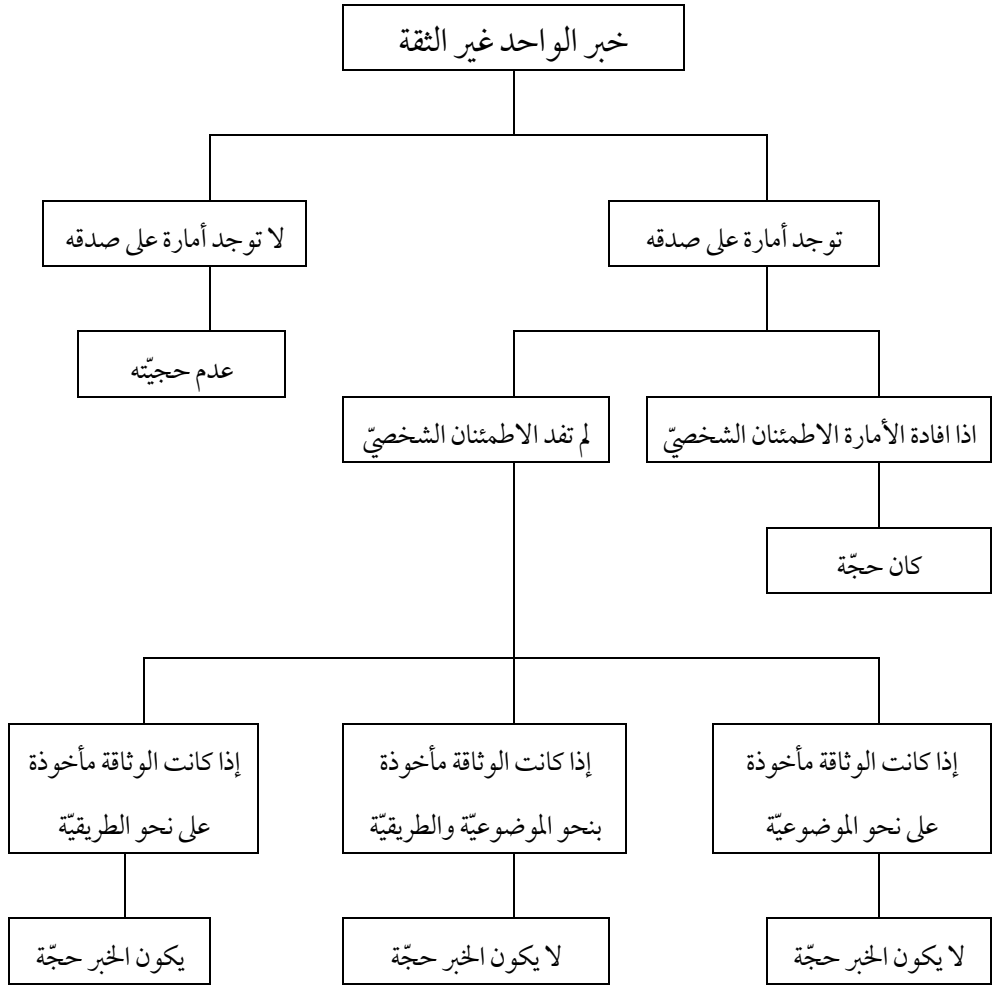 خبر الواحد غير الثقة
توجد أمارة على صدقه
لا توجد أمارة على صدقه
عدم حجيّته
اذا افادة الأمارة الاطمئنان الشخصيّ
لم تفد الاطمئنان الشخصيّ
كان حجّة
إذا كانت الوثاقة مأخوذة
على نحو الموضوعيّة
إذا كانت الوثاقة مأخوذة
بنحو الموضوعيّة والطريقيّة
إذا كانت الوثاقة مأخوذة
على نحو الطريقيّة
لا يكون الخبر حجّة
لا يكون الخبر حجّة
يكون الخبر حجّة